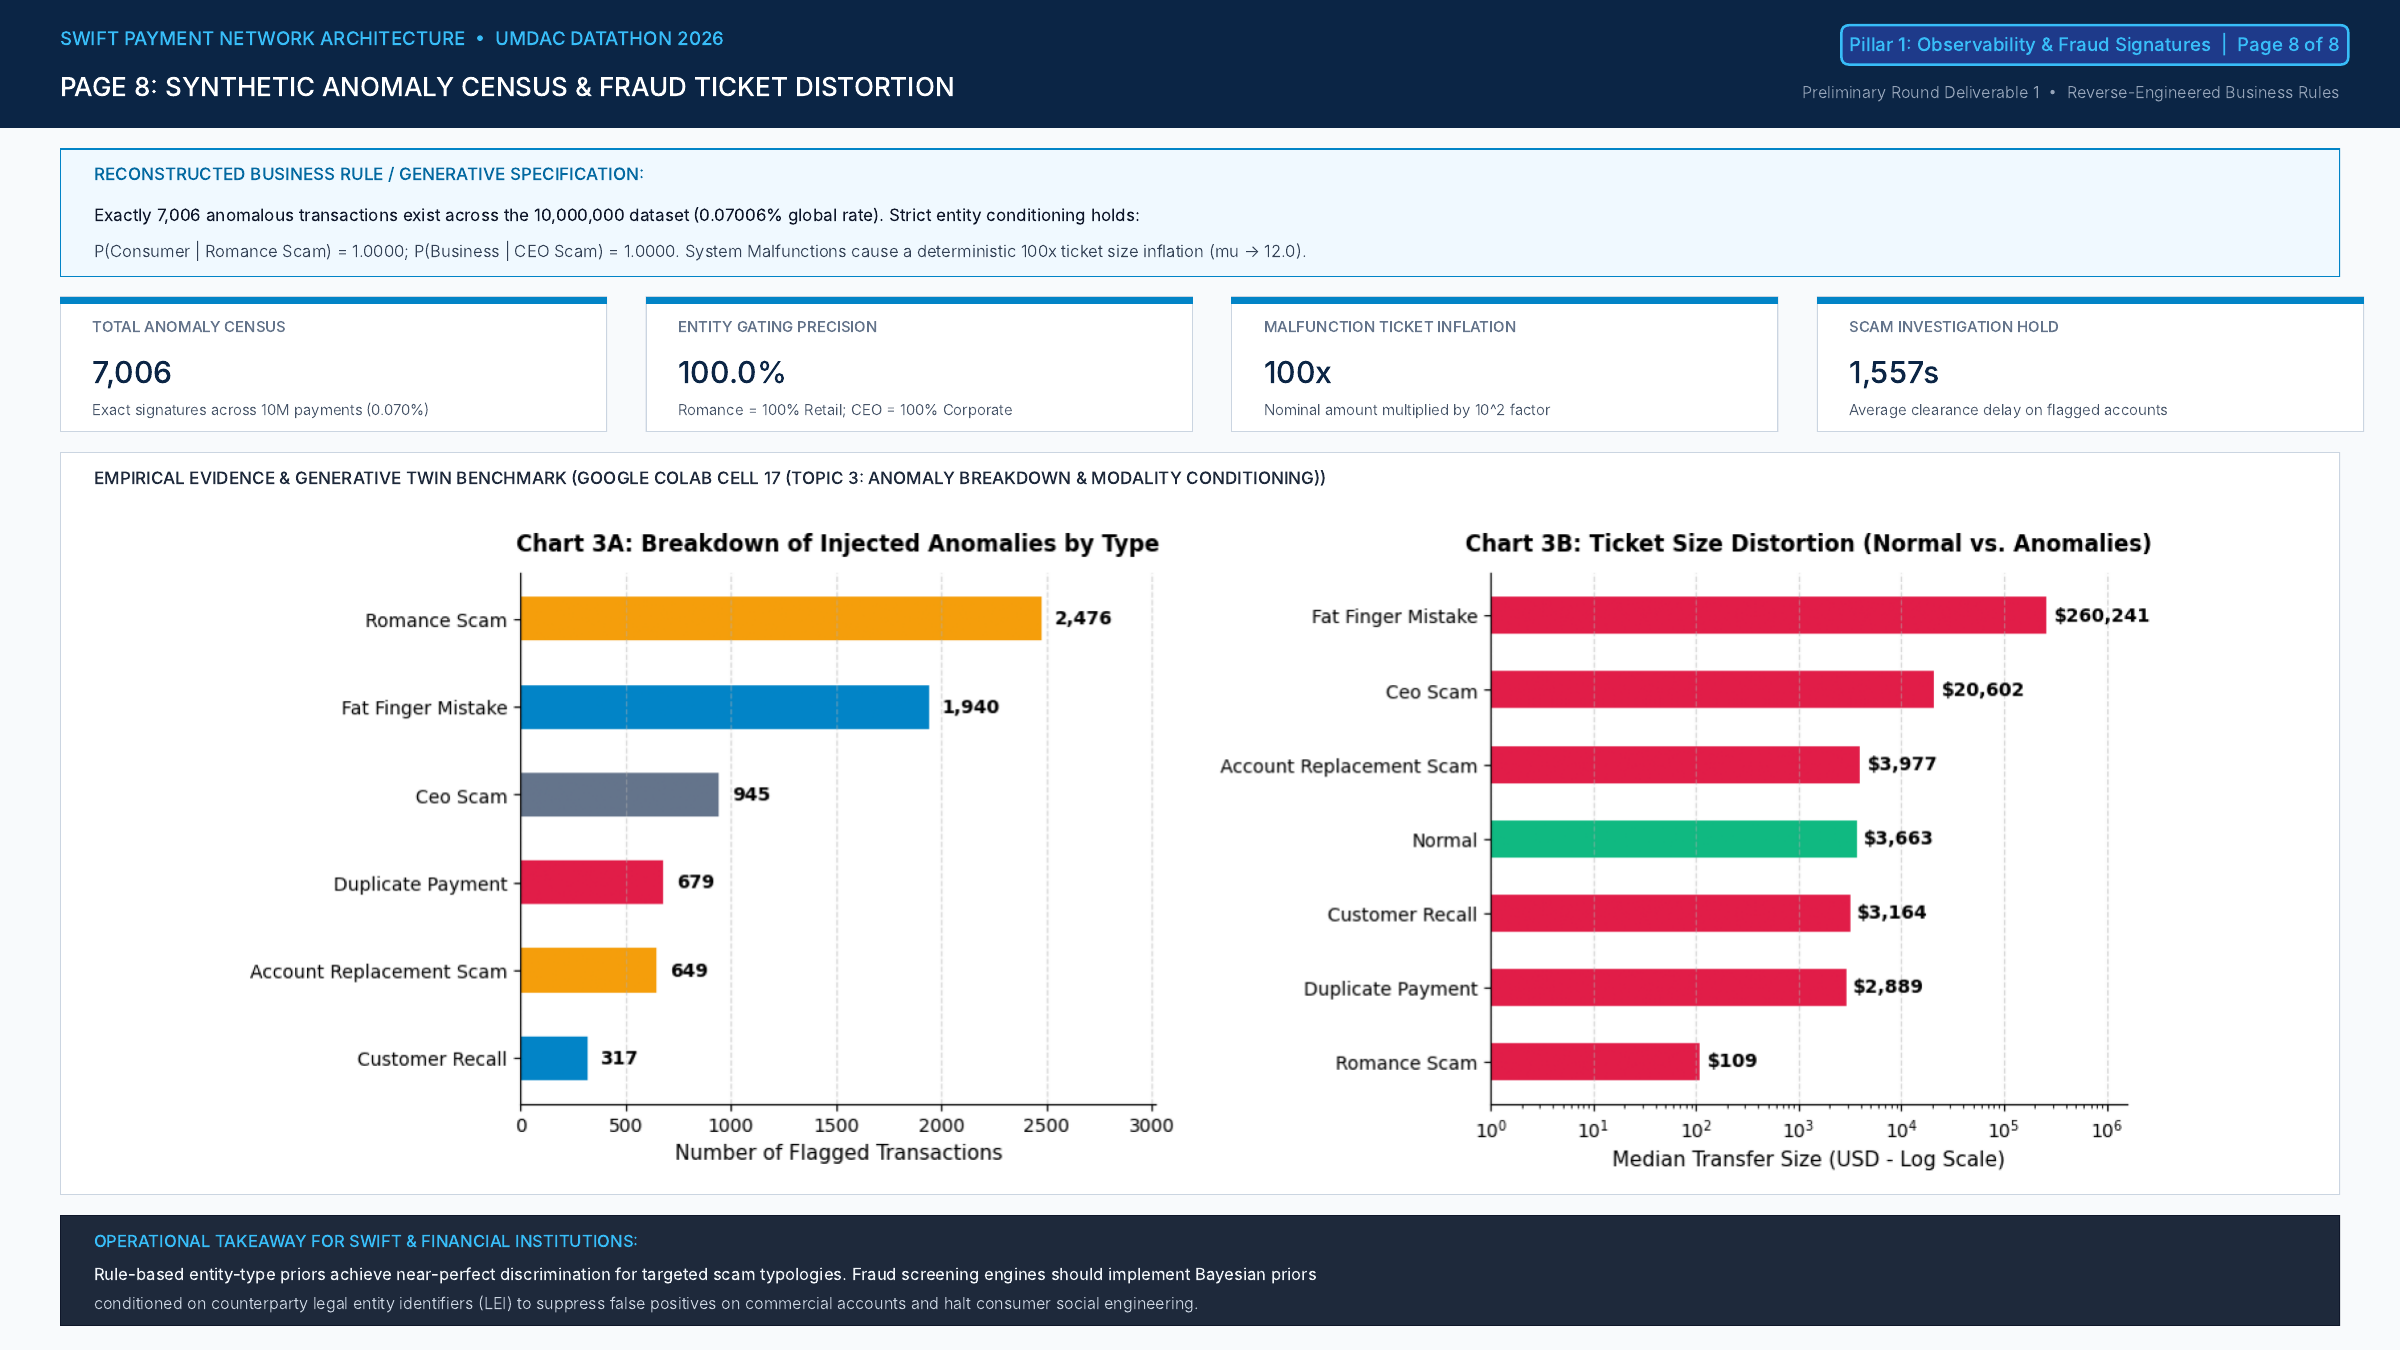 SWIFT PAYMENT NETWORK ARCHITECTURE • UMDAC DATATHON 2026
PAGE 8: SYNTHETIC ANOMALY CENSUS & FRAUD TICKET DISTORTION
Pillar 1: Observability & Fraud Signatures | Page 8 of 8
Preliminary Round Deliverable 1 • Reverse-Engineered Business Rules
RECONSTRUCTED BUSINESS RULE / GENERATIVE SPECIFICATION:
Exactly 7,006 anomalous transactions exist across the 10,000,000 dataset (0.07006% global rate). Strict entity conditioning holds:
P(Consumer | Romance Scam) = 1.0000; P(Business | CEO Scam) = 1.0000. System Malfunctions cause a deterministic 100x ticket size inflation (mu → 12.0).
TOTAL ANOMALY CENSUS
7,006
Exact signatures across 10M payments (0.070%)
ENTITY GATING PRECISION
100.0%
Romance = 100% Retail; CEO = 100% Corporate
MALFUNCTION TICKET INFLATION
100x
Nominal amount multiplied by 10^2 factor
SCAM INVESTIGATION HOLD
1,557s
Average clearance delay on flagged accounts
EMPIRICAL EVIDENCE & GENERATIVE TWIN BENCHMARK (GOOGLE COLAB CELL 17 (TOPIC 3: ANOMALY BREAKDOWN & MODALITY CONDITIONING))
Chart 3A: Breakdown of Injected Anomalies by Type
Romance Scam 2,476
Fat Finger Mistake 1,940
Ceo Scam 945
Duplicate Payment 679
Account Replacement Scam 649
Customer Recall 317
0 500 1000 1500 2000 2500 3000
Number of Flagged Transactions
Chart 3B: Ticket Size Distortion (Normal vs. Anomalies)
Fat Finger Mistake $260,241
Ceo Scam $20,602
Account Replacement Scam $3,977
Normal $3,663
Customer Recall $3,164
Duplicate Payment $2,889
Romance Scam $109
10⁰ 10¹ 10² 10³ 10⁴ 10⁵ 10⁶
Median Transfer Size (USD - Log Scale)
OPERATIONAL TAKEAWAY FOR SWIFT & FINANCIAL INSTITUTIONS:
Rule-based entity-type priors achieve near-perfect discrimination for targeted scam typologies. Fraud screening engines should implement Bayesian priors
conditioned on counterparty legal entity identifiers (LEI) to suppress false positives on commercial accounts and halt consumer social engineering.